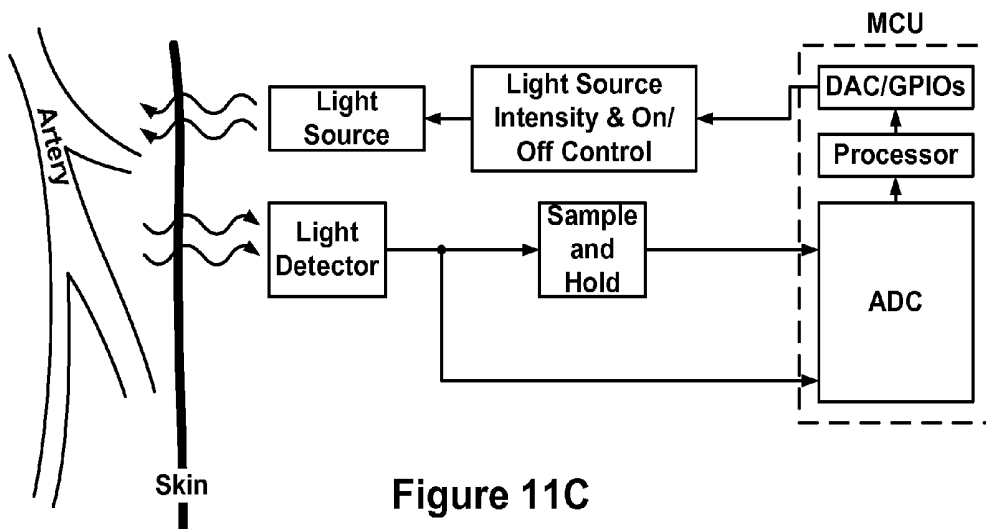 MCU
Artery
Light
Source
Light Source
Intensity & On/
Off Control
DAC/GPIOs
Processor
Light
Detector
Sample
and
Hold
ADC
Skin
Figure 11C